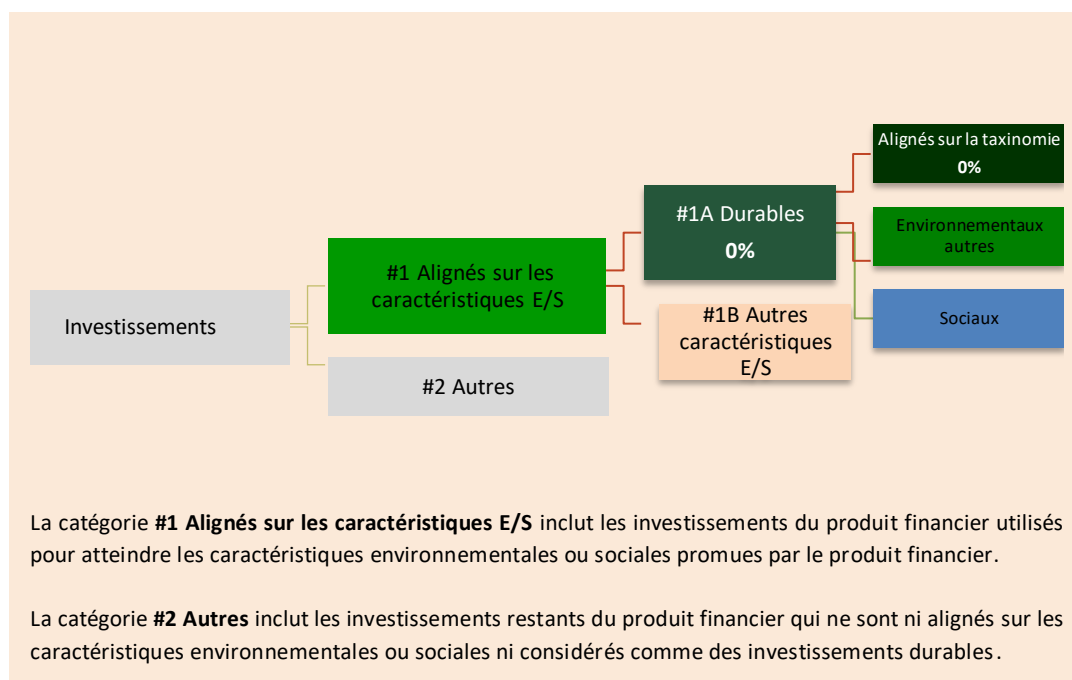 Alignés sur la taxinomie
0%
#1A Durables
0%
Environnementaux
autres
#1 Alignés sur les
caractéristiques E/S
Investissements
#1B Autres
caractéristiques
E/S
Sociaux
#2 Autres
La catégorie #1 Alignés sur les caractéristiques E/S inclut les investissements du produit financier utilisés
pour atteindre les caractéristiques environnementales ou sociales promues par le produit financier.
La catégorie #2 Autres inclut les investissements restants du produit financier qui ne sont ni alignés sur les
caractéristiques environnementales ou sociales ni considérés comme des investissements durables.